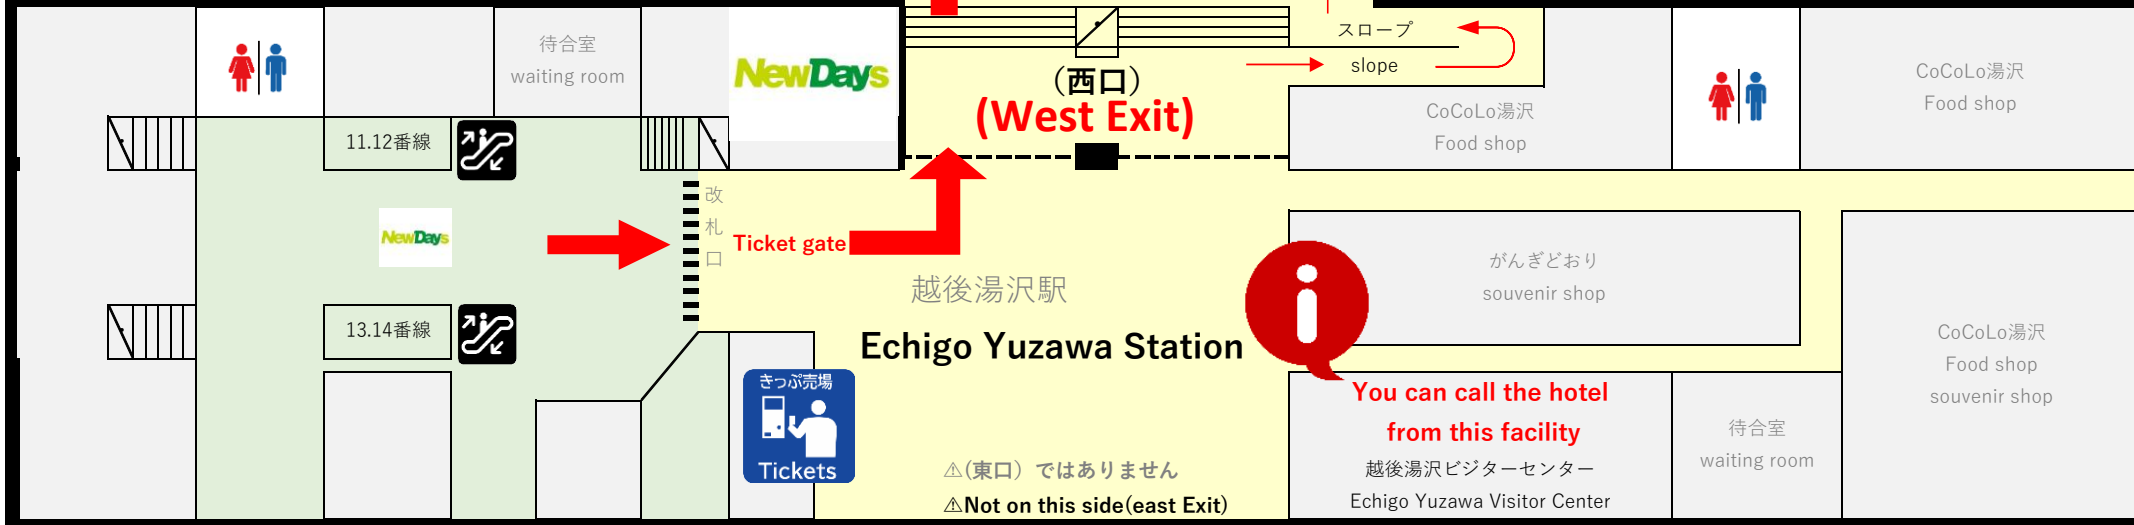 待合室
waiting room
NewDays
スロープ
slope
(西口)
(West Exit)
CoCoLo湯沢
Food shop
CoCoLo湯沢
Food shop
11.12番線
NewDays
改札口
Ticket gate
越後湯沢駅
Echigo Yuzawa Station
がんぎどおり
souvenir shop
13.14番線
きっぷ売場
Tickets
i
You can call the hotel
from this facility
越後湯沢ビジターセンター
Echigo Yuzawa Visitor Center
待合室
waiting room
CoCoLo湯沢
Food shop
souvenir shop
⚠(東口）ではありません
⚠Not on this side(east Exit)